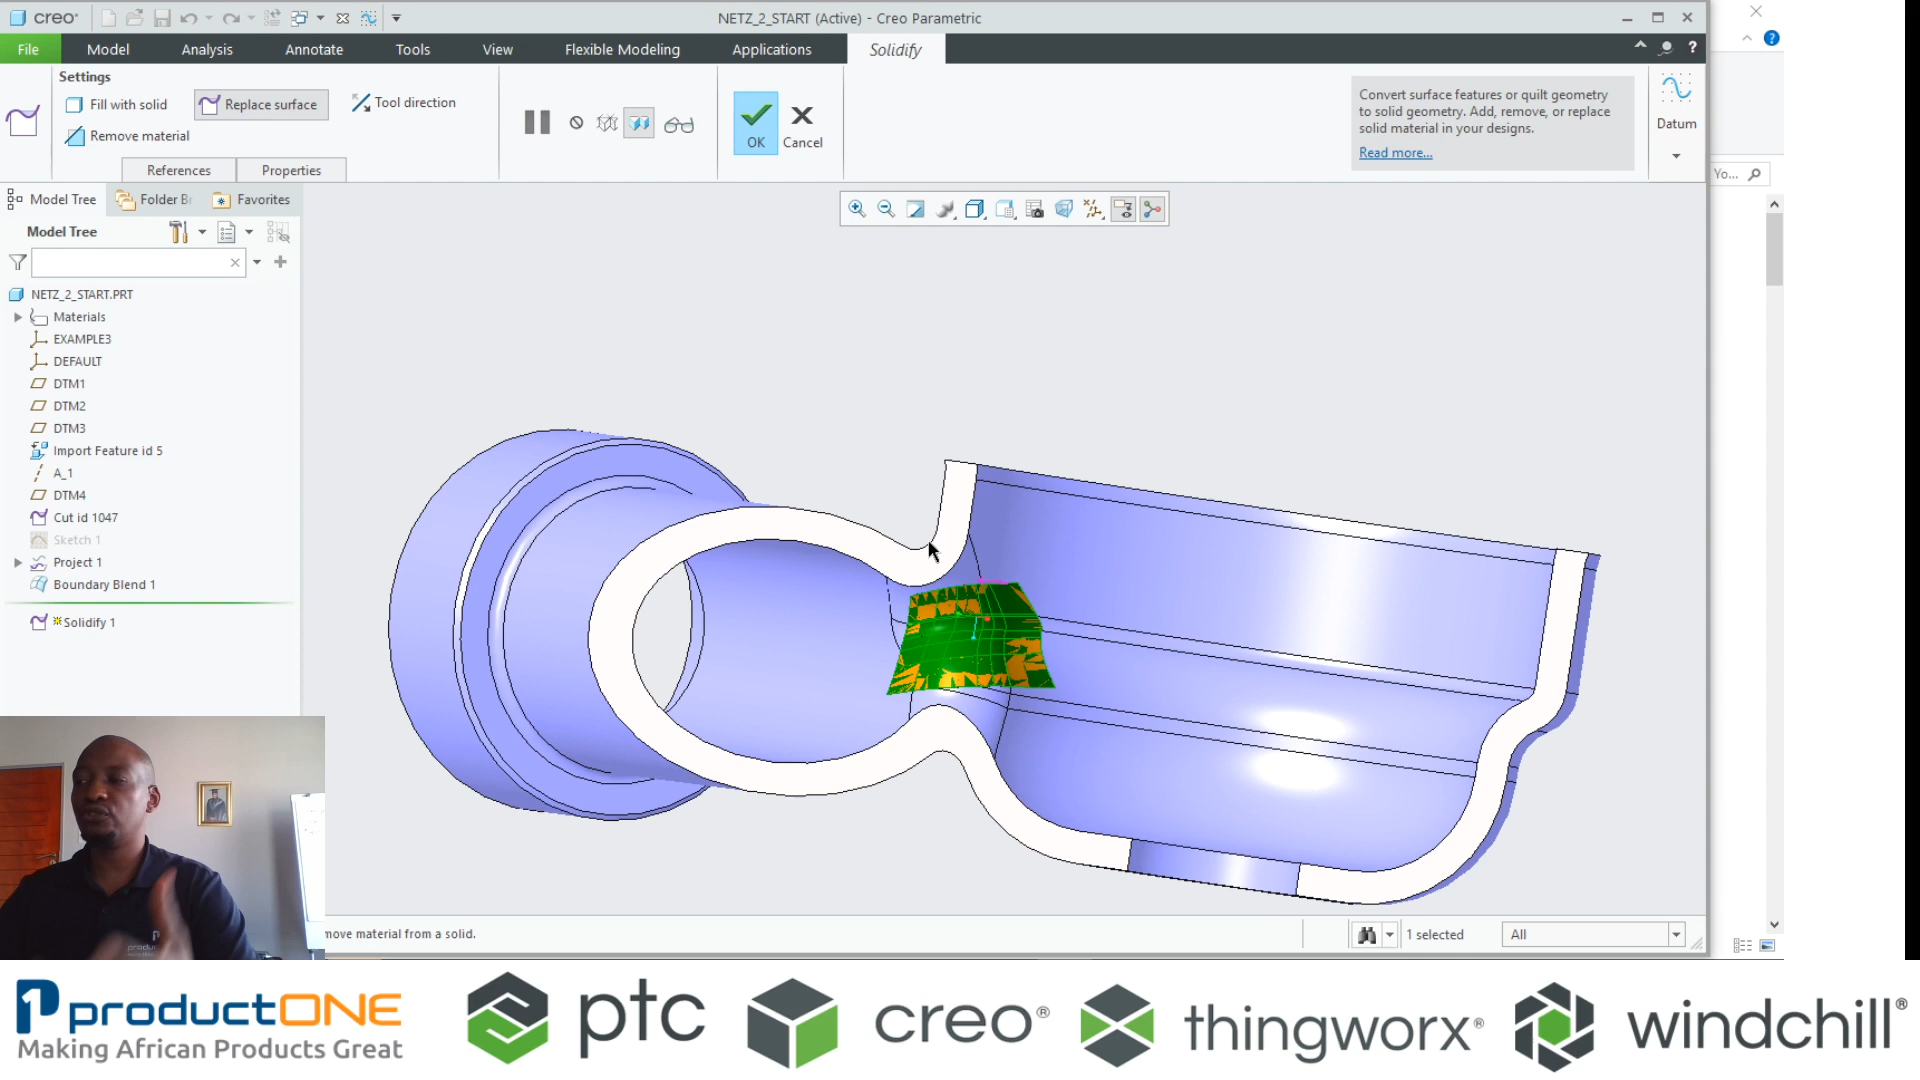 creo®
NETZ_2_START (Active) - Creo Parametric
File
Model
Analysis
Annotate
Tools
View
Flexible Modeling
Applications
Solidify
?
?
Settings
Fill with solid
Replace surface
Tool direction
Remove material
References
Properties
OK
Cancel
Convert surface features or quilt geometry
to solid geometry. Add, remove, or replace
solid material in your designs.
Read more...
Datum
Yo...
Model Tree
Folder Br
Favorites
Model Tree
NETZ_2_START.PRT
Materials
EXAMPLE3
DEFAULT
DTM1
DTM2
DTM3
Import Feature id 5
A_1
DTM4
Cut id 1047
Sketch 1
Project 1
Boundary Blend 1
Solidify 1
move material from a solid.
1 selected
All
productONE
Making African Products Great
ptc
creo®
thingworx®
windchill®